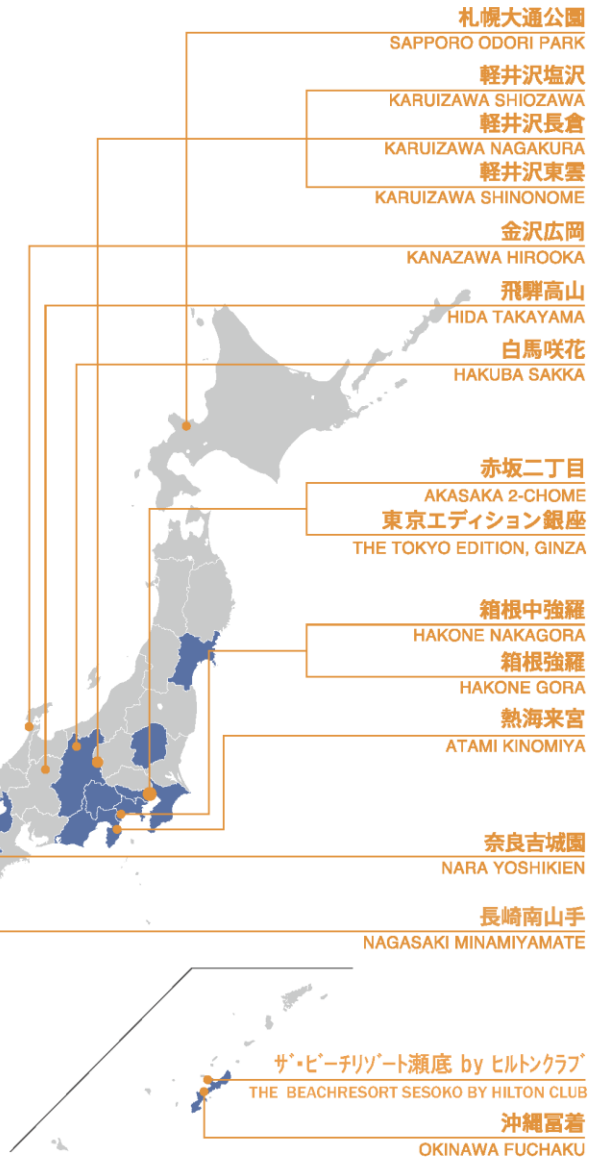 札幌大通公園
SAPPORO ODORI PARK
軽井沢塩沢
KARUIZAWA SHIOZAWA
軽井沢長倉
KARUIZAWA NAGAKURA
軽井沢東雲
KARUIZAWA SHINONOME
金沢広岡
KANAZAWA HIROOKA
飛騨高山
HIDA TAKAYAMA
白馬咲花
HAKUBA SAKKA
赤坂二丁目
AKASAKA 2-CHOME
東京エディション銀座
THE TOKYO EDITION, GINZA
箱根中強羅
HAKONE NAKAGORA
箱根強羅
HAKONE GORA
熱海来宮
ATAMI KINOMIYA
奈良吉城園
NARA YOSHIKIEN
長崎南山手
NAGASAKI MINAMIYAMATE
ザ・ビーチリゾート瀬底 by ヒルトンクラブ
THE BEACHRESORT SESOKO BY HILTON CLUB
沖縄冨着
OKINAWA FUCHAKU